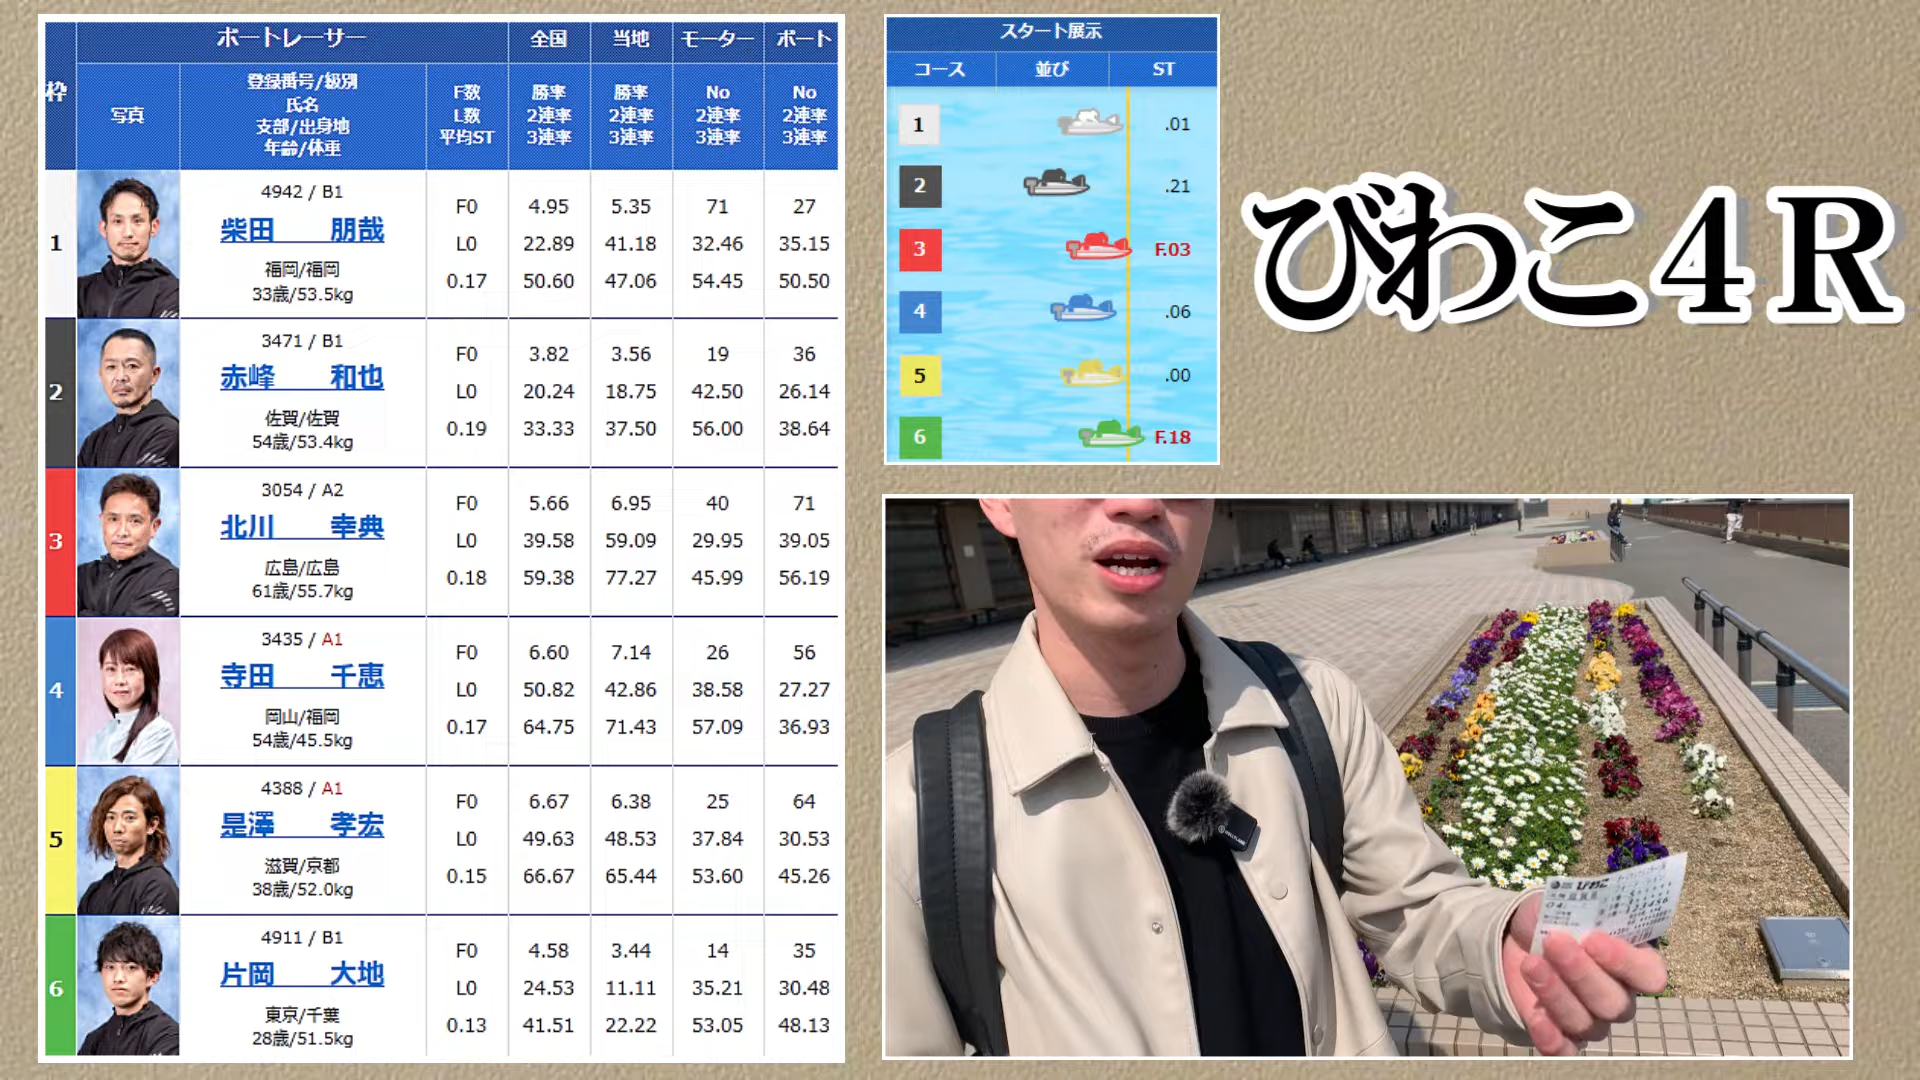 ボートレーサー 全国 当地 モーター ボート
枠 写真 登録番号/級別 氏名 支部/出身地 年齢/体重 F数 L数 平均ST 勝率 2連率 3連率 勝率 2連率 3連率 No 2連率 3連率 No 2連率 3連率
1
4942 / B1
柴田 朋哉
福岡/福岡
33歳/53.5kg
F0 4.95 5.35 71 27
L0 22.89 41.18 32.46 35.15
0.17 50.60 47.06 54.45 50.50
2
3471 / B1
赤峰 和也
佐賀/佐賀
54歳/53.4kg
F0 3.82 3.56 19 36
L0 20.24 18.75 42.50 26.14
0.19 33.33 37.50 56.00 38.64
3
3054 / A2
北川 幸典
広島/広島
61歳/55.7kg
F0 5.66 6.95 40 71
L0 39.58 59.09 29.95 39.05
0.18 59.38 77.27 45.99 56.19
4
3435 / A1
寺田 千恵
岡山/福岡
54歳/45.5kg
F0 6.60 7.14 26 56
L0 50.82 42.86 38.58 27.27
0.17 64.75 71.43 57.09 36.93
5
4388 / A1
是澤 孝宏
滋賀/京都
38歳/52.0kg
F0 6.67 6.38 25 64
L0 49.63 48.53 37.84 30.53
0.15 66.67 65.44 53.60 45.26
6
4911 / B1
片岡 大地
東京/千葉
28歳/51.5kg
F0 4.58 3.44 14 35
L0 24.53 11.11 35.21 30.48
0.13 41.51 22.22 53.05 48.13
スタート展示
コース 並び ST
1 .01
2 .21
3 F.03
4 .06
5 .00
6 F.18
びわこ4R
びわこ